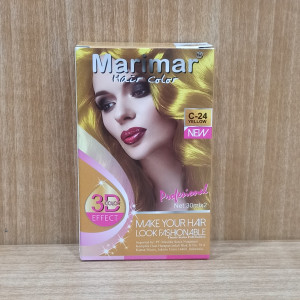 Marimar
Hair Color
C-24
YELLOW
NEW
Professional
Net 30mlx2
3D
EFFECT
MAKE YOUR HAIR
LOOK FASHIONABLE